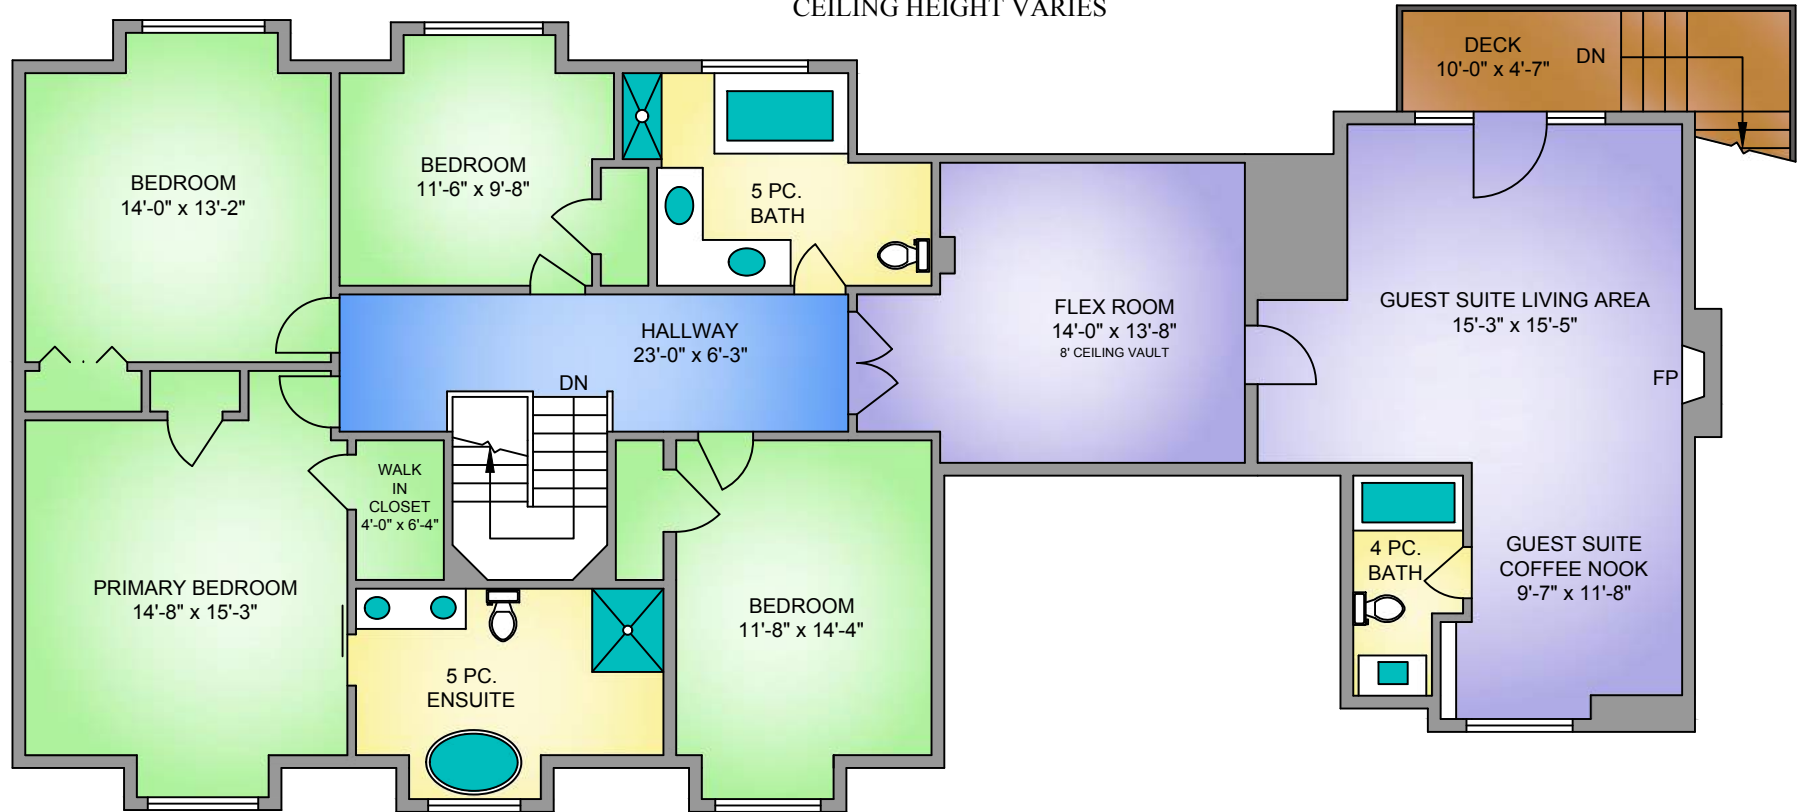 CEILING HEIGHT VARIES
DECK
10'-0" x 4'-7"
DN
BEDROOM
14'-0" x 13'-2"
BEDROOM
11'-6" x 9'-8"
5 PC.
BATH
HALLWAY
23'-0" x 6'-3"
DN
FLEX ROOM
14'-0" x 13'-8"
8' CEILING VAULT
GUEST SUITE LIVING AREA
15'-3" x 15'-5"
FP
WALK
IN
CLOSET
4'-0" x 6'-4"
PRIMARY BEDROOM
14'-8" x 15'-3"
5 PC.
ENSUITE
BEDROOM
11'-8" x 14'-4"
4 PC.
BATH
GUEST SUITE
COFFEE NOOK
9'-7" x 11'-8"